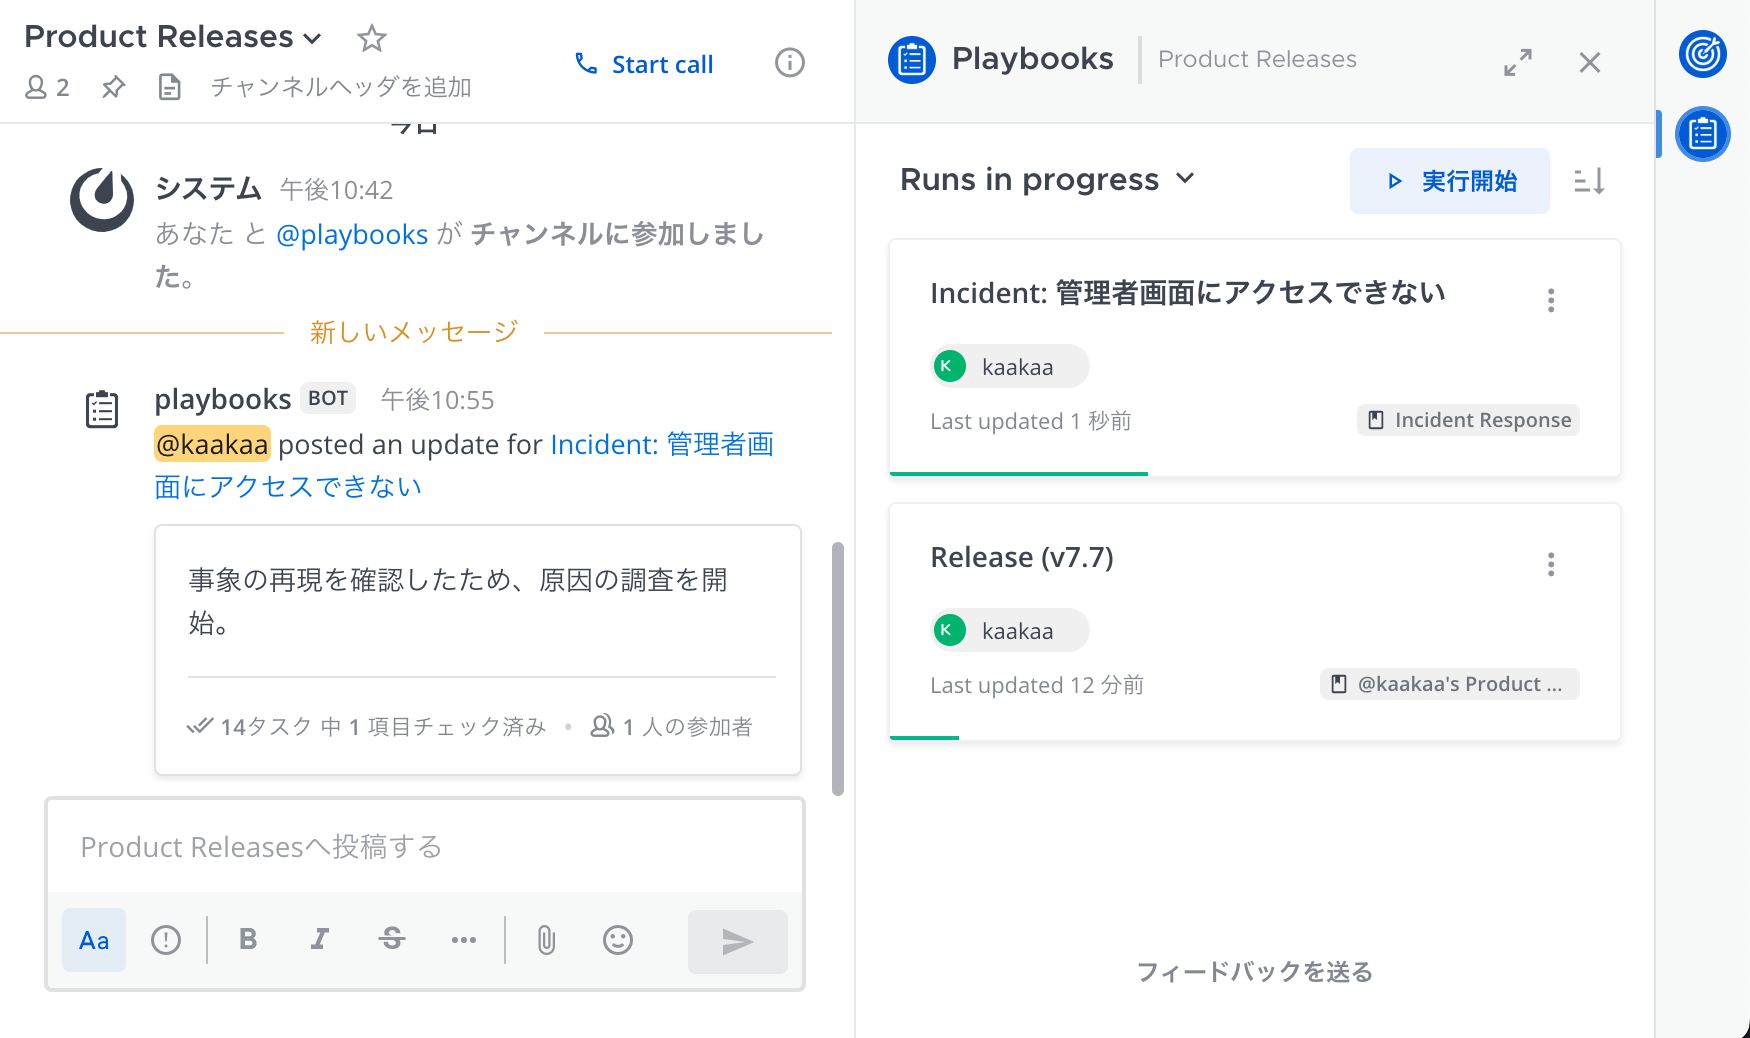 Product Releases
2
チャンネルヘッダを追加
Start call
今日
システム 午後10:42
あなた と @playbooks が チャンネルに参加しまし
た。
新しいメッセージ
playbooks BOT 午後10:55
@kaakaa posted an update for Incident: 管理者画
面にアクセスできない
事象の再現を確認したため、原因の調査を開
始。
14タスク 中 1 項目チェック済み • 1 人の参加者
Product Releasesへ投稿する
Aa
B I S
Playbooks Product Releases
Runs in progress
実行開始
Incident: 管理者画面にアクセスできない
K kaakaa
Last updated 1 秒前
Incident Response
Release (v7.7)
K kaakaa
Last updated 12 分前
@kaakaa's Product ...
フィードバックを送る